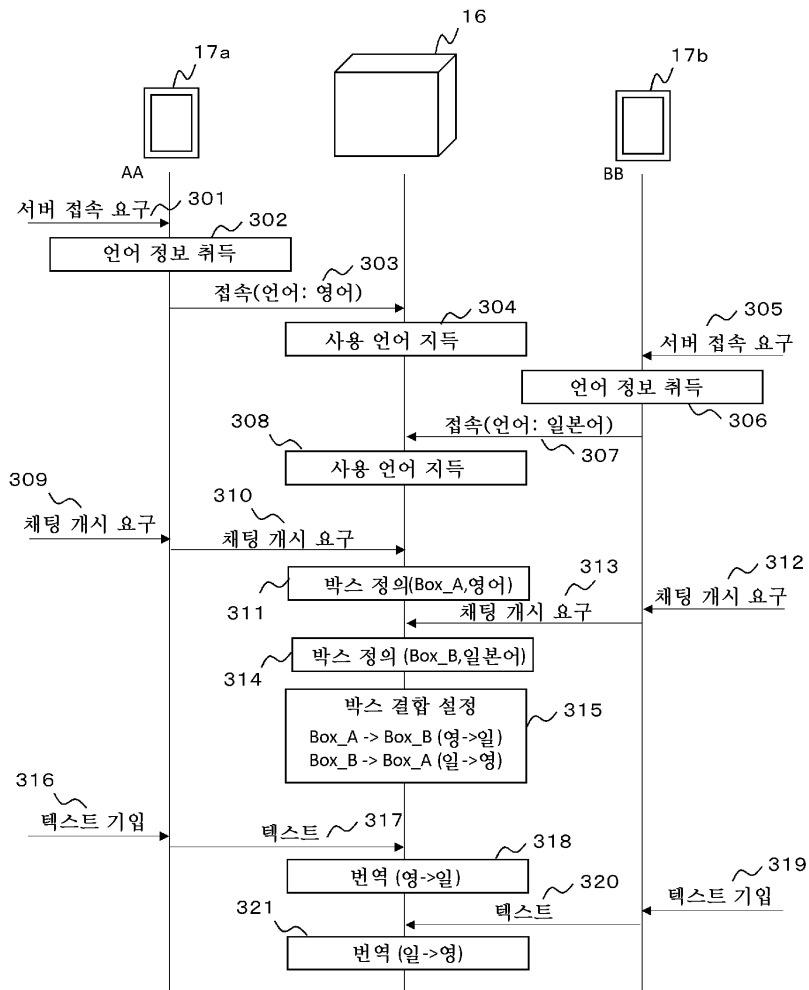 16
17a
17b
AA
BB
서버 접속 요구
301
언어 정보 취득
302
접속(언어: 영어)
303
사용 언어 지득
304
서버 접속 요구
305
언어 정보 취득
306
접속(언어: 일본어)
307
308
사용 언어 지득
309
채팅 개시 요구
310
채팅 개시 요구
박스 정의(Box_A,영어)
311
312
채팅 개시 요구
313
채팅 개시 요구
박스 정의 (Box_B,일본어)
314
박스 결합 설정
Box_A -> Box_B (영->일)
Box_B -> Box_A (일->영)
315
316
텍스트 기입
텍스트
317
번역 (영->일)
318
319
텍스트 기입
320
텍스트
321
번역 (일->영)